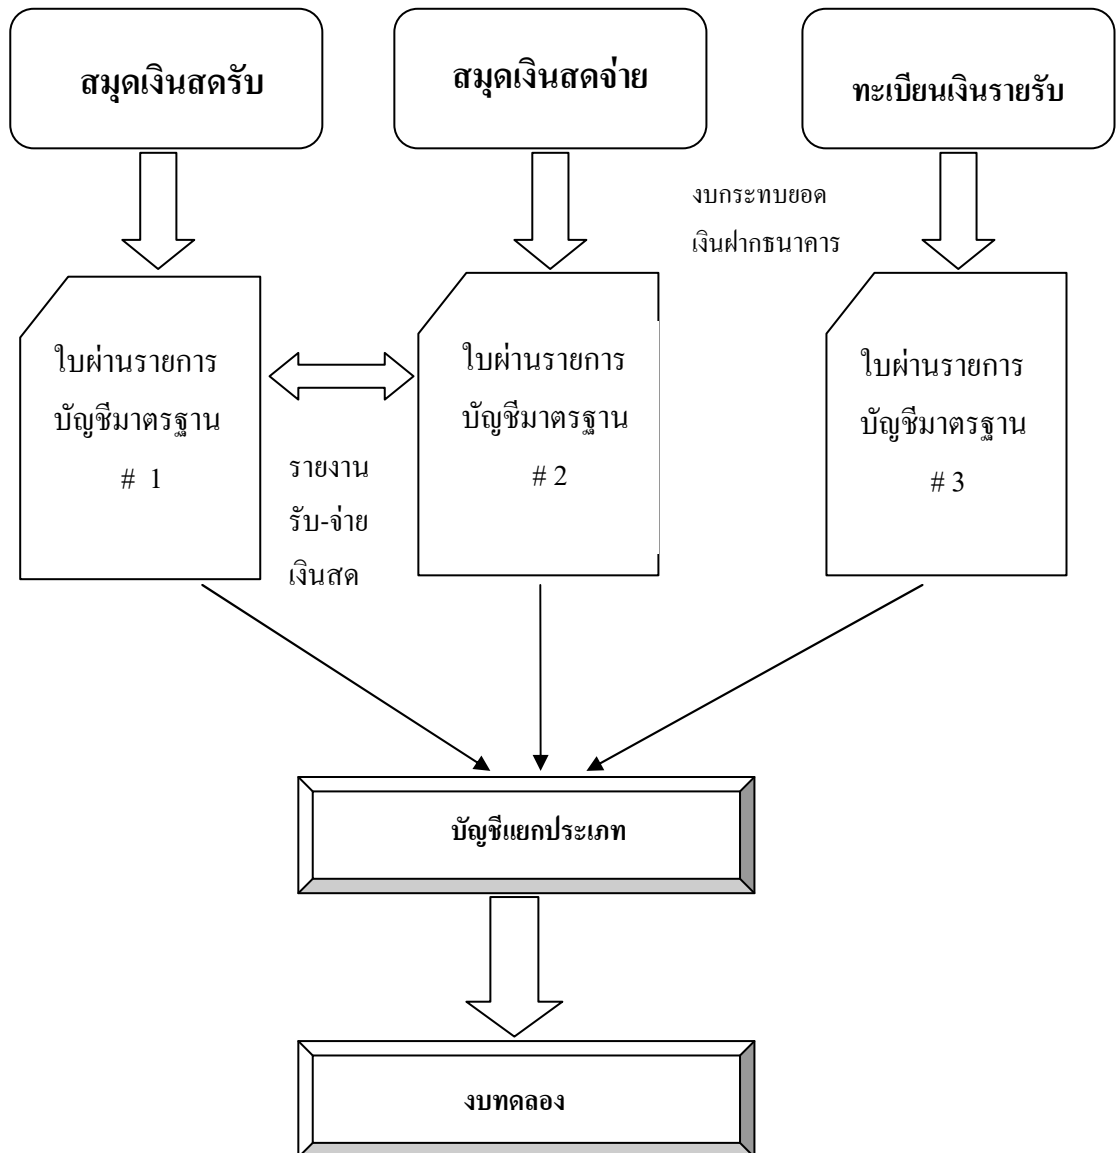 สมุดเงินสดรับ
สมุดเงินสดจ่าย
ทะเบียนเงินรายรับ
งบกระทบยอด
เงินฝากธนาคาร
ใบผ่านรายการ
บัญชีมาตรฐาน
# 1
รายงาน
รับ-จ่าย
เงินสด
ใบผ่านรายการ
บัญชีมาตรฐาน
# 2
ใบผ่านรายการ
บัญชีมาตรฐาน
# 3
บัญชีแยกประเภท
งบทดลอง